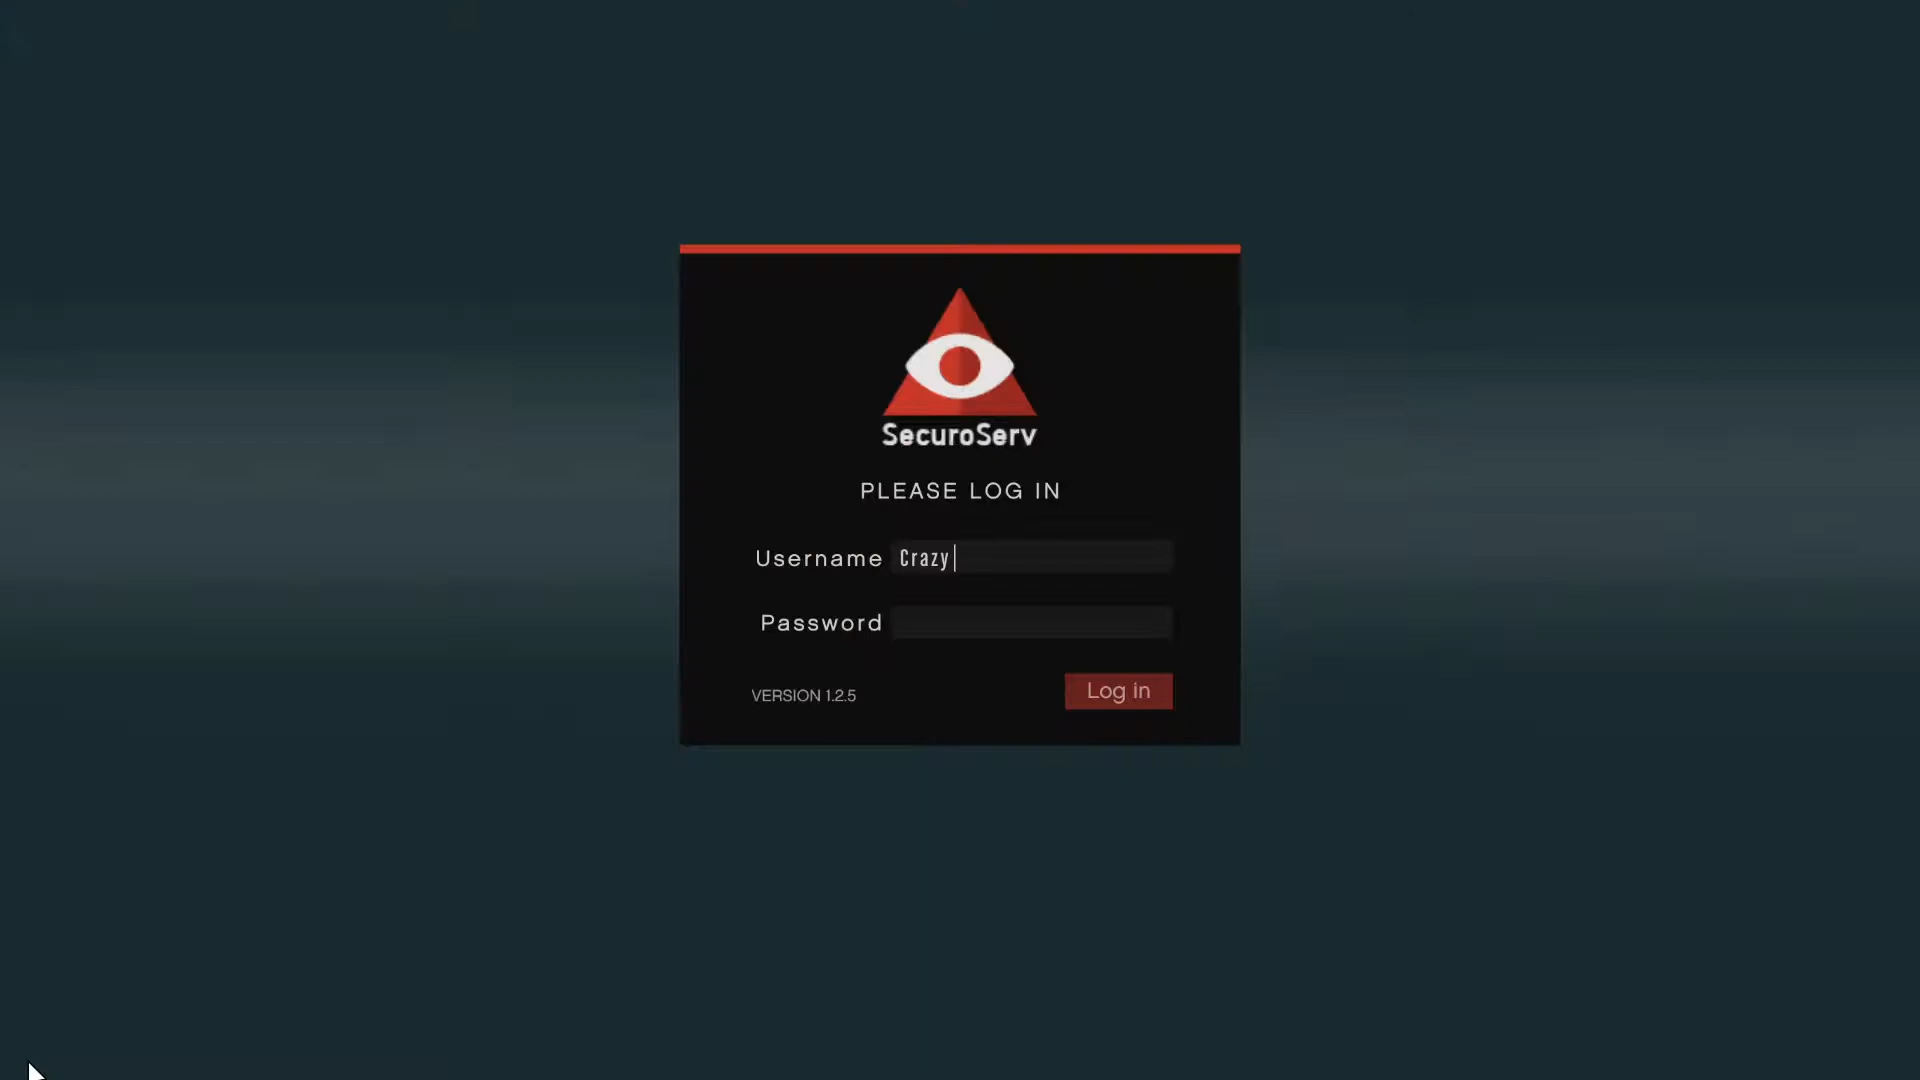 SecuroServ
PLEASE LOG IN
Username Crazy
Password
VERSION 1.2.5 Log in